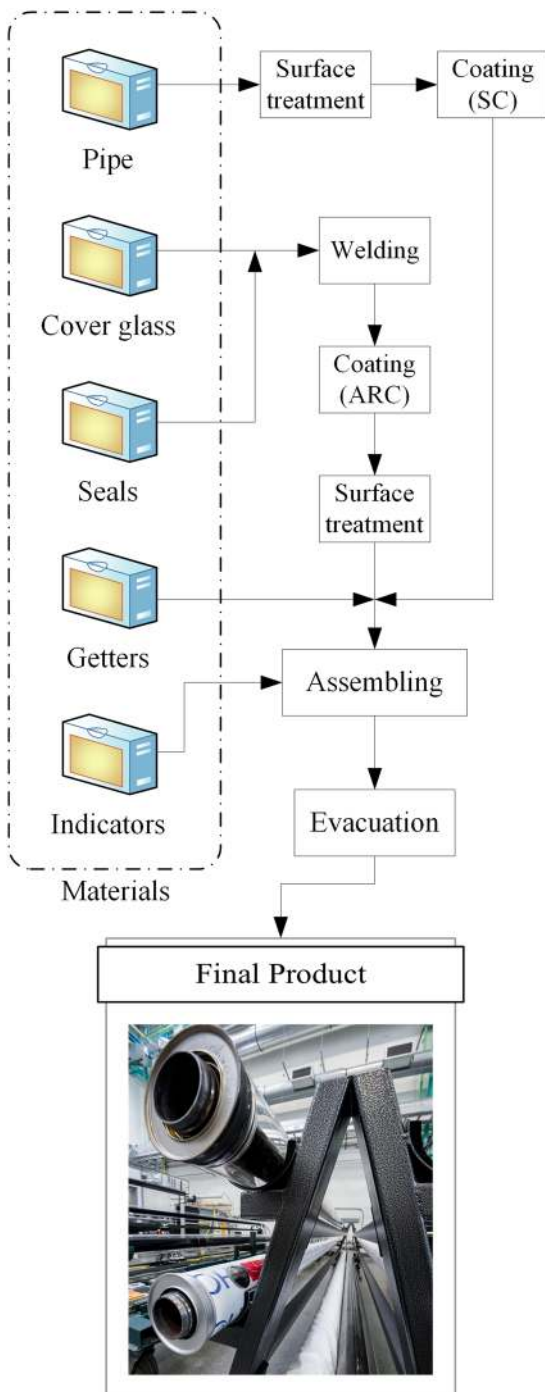 Surface
treatment
Coating
(SC)
Pipe
Cover glass
Welding
Coating
(ARC)
Seals
Surface
treatment
Getters
Assembling
Indicators
Evacuation
Materials
Final Product